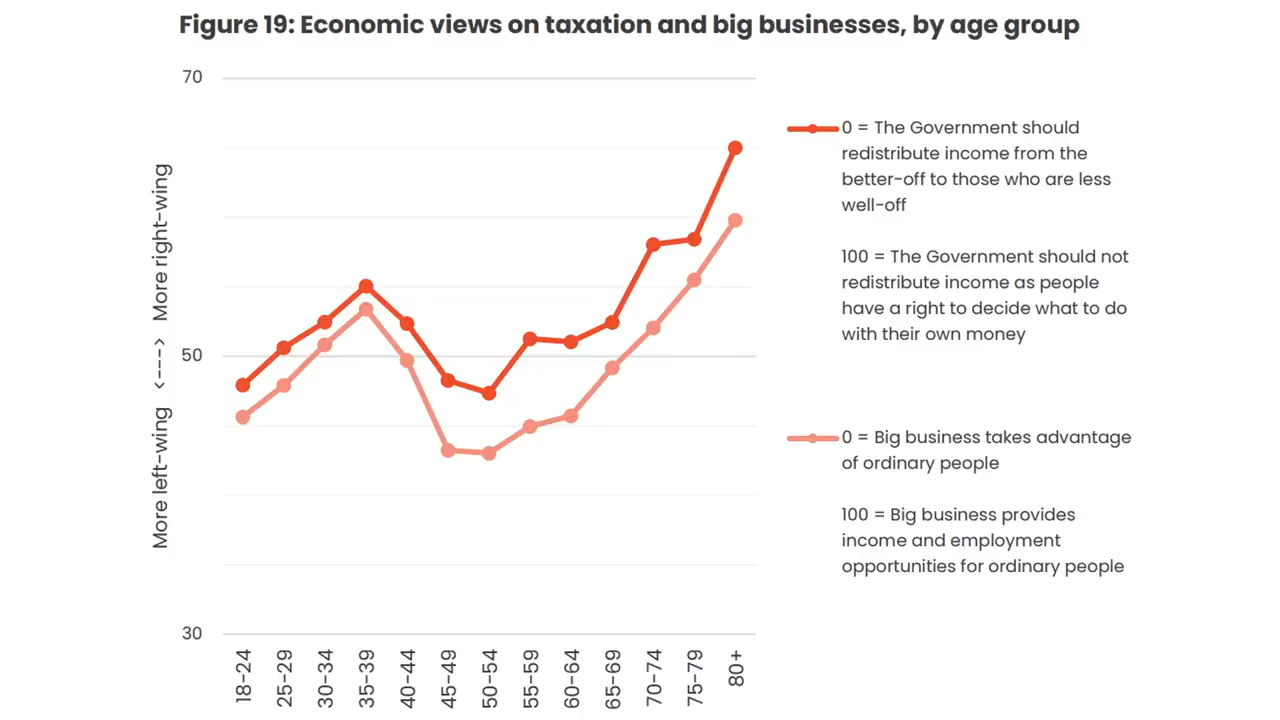 Figure 19: Economic views on taxation and big businesses, by age group
70
50
30
More left-wing <---> More right-wing
18-24
25-29
30-34
35-39
40-44
45-49
50-54
55-59
60-64
65-69
70-74
75-79
80+
0 = The Government should
redistribute income from the
better-off to those who are less
well-off
100 = The Government should not
redistribute income as people
have a right to decide what to do
with their own money
0 = Big business takes advantage
of ordinary people
100 = Big business provides
income and employment
opportunities for ordinary people